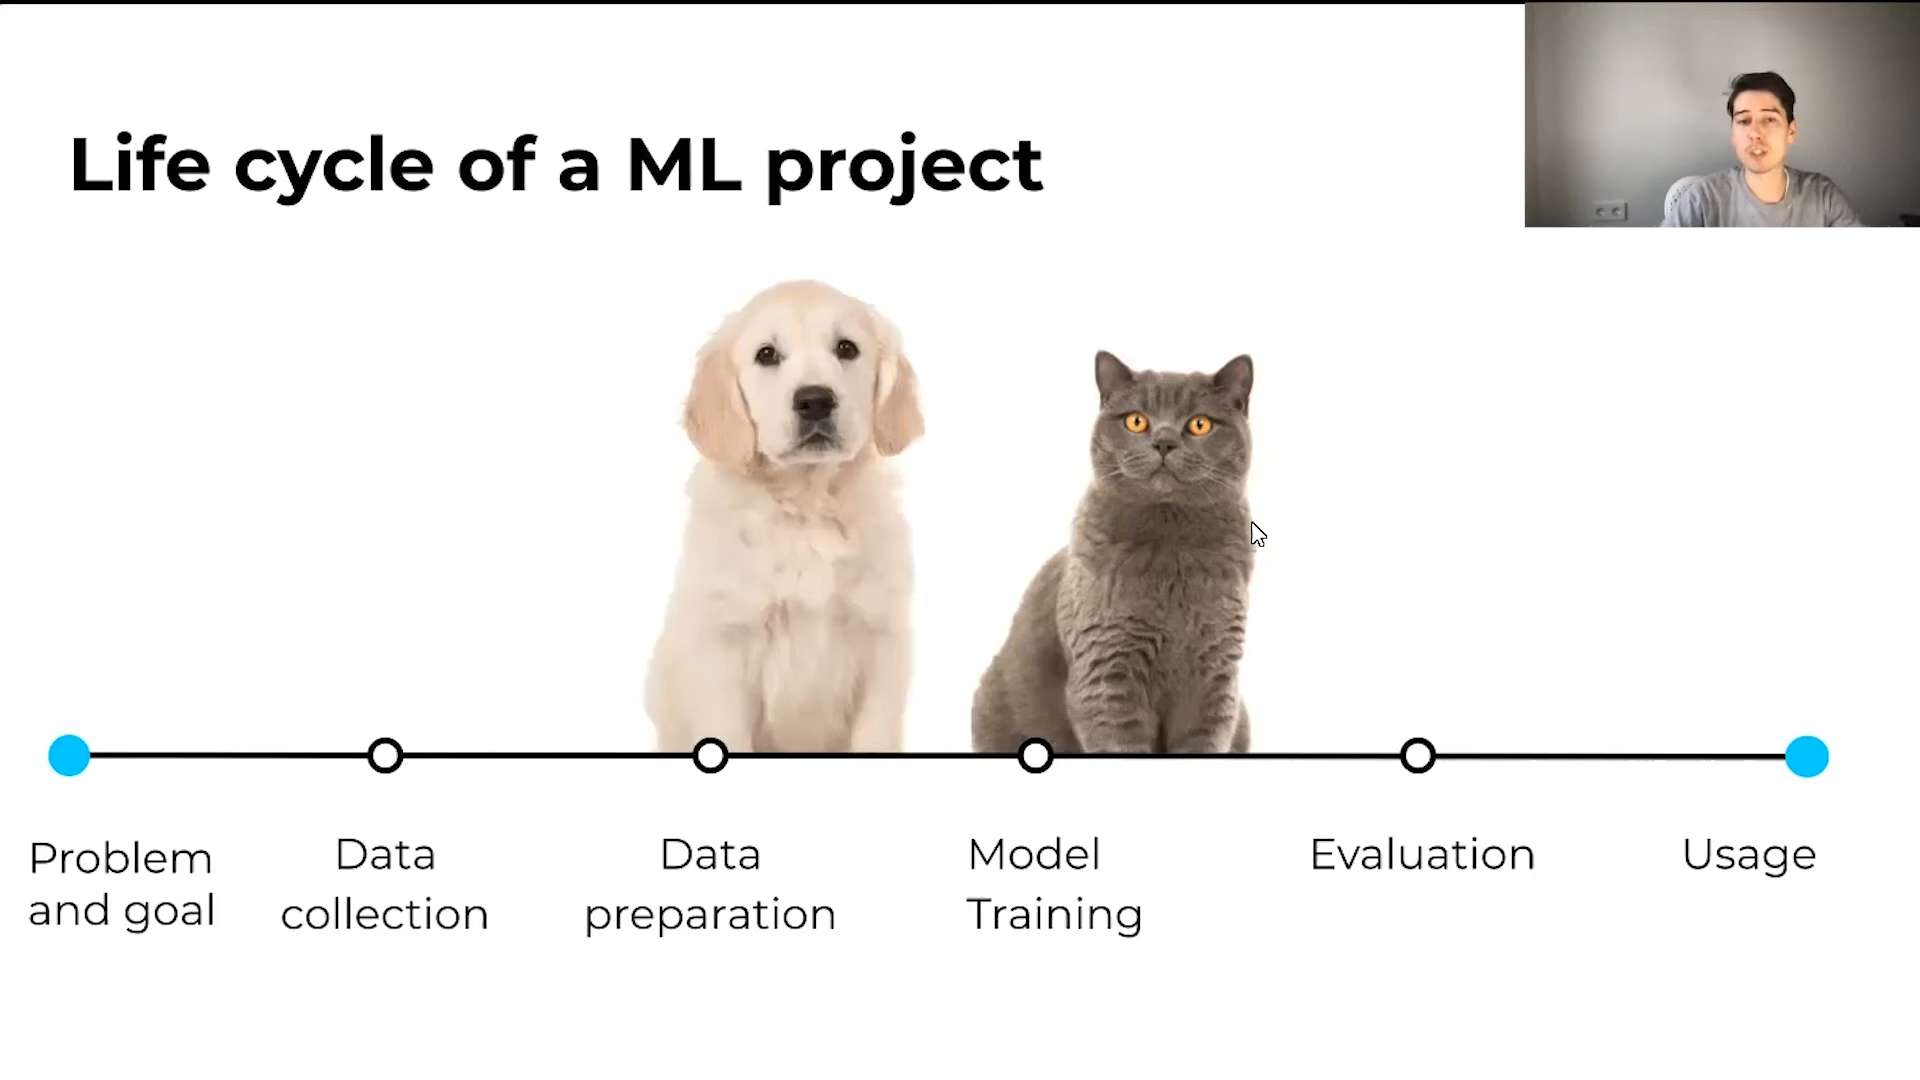 Life cycle of a ML project
Problem
and goal
Data
collection
Data
preparation
Model
Training
Evaluation
Usage